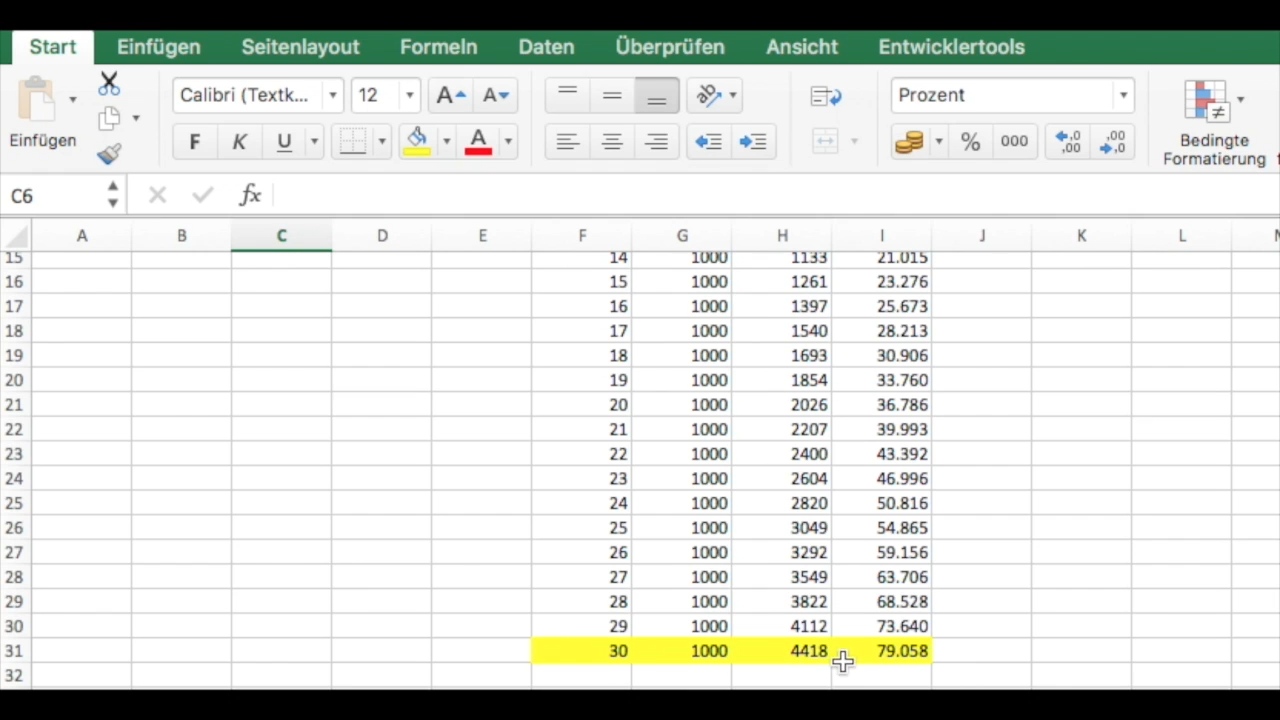 Start Einfügen Seitenlayout Formeln Daten Überprüfen Ansicht Entwicklertools
Calibri (Textk... 12 A A Prozent
Einfügen F K U A % 000 ,0 ,00 ,00 ,0 Bedingte
Formatierung
C6 fx
A B C D E F G H I J K L
15 14 1000 1133 21.015
16 15 1000 1261 23.276
17 16 1000 1397 25.673
18 17 1000 1540 28.213
19 18 1000 1693 30.906
20 19 1000 1854 33.760
21 20 1000 2026 36.786
22 21 1000 2207 39.993
23 22 1000 2400 43.392
24 23 1000 2604 46.996
25 24 1000 2820 50.816
26 25 1000 3049 54.865
27 26 1000 3292 59.156
28 27 1000 3549 63.706
29 28 1000 3822 68.528
30 29 1000 4112 73.640
31 30 1000 4418 79.058
32